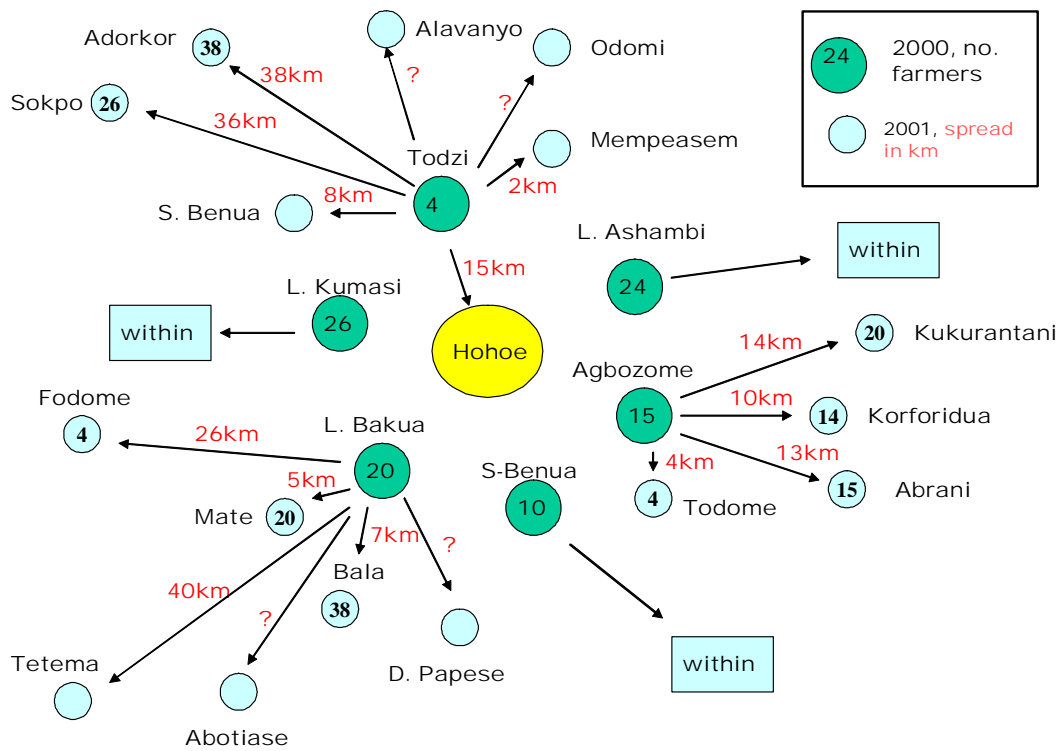 Adorkor
38
Alavanyo
Odomi
24
2000, no.
farmers
38km
?
Sokpo
26
36km
?
2001, spread
in km
Todzi
Mempeasem
4
2km
S. Benua
8km
L. Ashambi
within
15km
L. Kumasi
24
26
within
Hohoe
14km
20
Kukurantani
Agbozome
Fodome
10km
4
L. Bakua
15
14
Korforidua
26km
13km
20
S-Benua
4km
5km
10
4
Todome
15
Abrani
Mate
20
7km
?
Bala
40km
38
?
Tetema
D. Papese
within
Abotiase